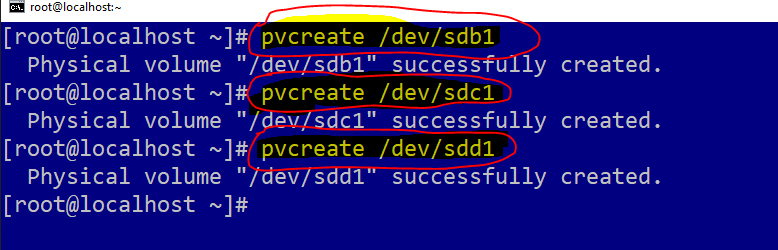 root@localhost:~
[root@localhost ~]# pvcreate /dev/sdb1
  Physical volume "/dev/sdb1" successfully created.
[root@localhost ~]# pvcreate /dev/sdc1
  Physical volume "/dev/sdc1" successfully created.
[root@localhost ~]# pvcreate /dev/sdd1
  Physical volume "/dev/sdd1" successfully created.
[root@localhost ~]#